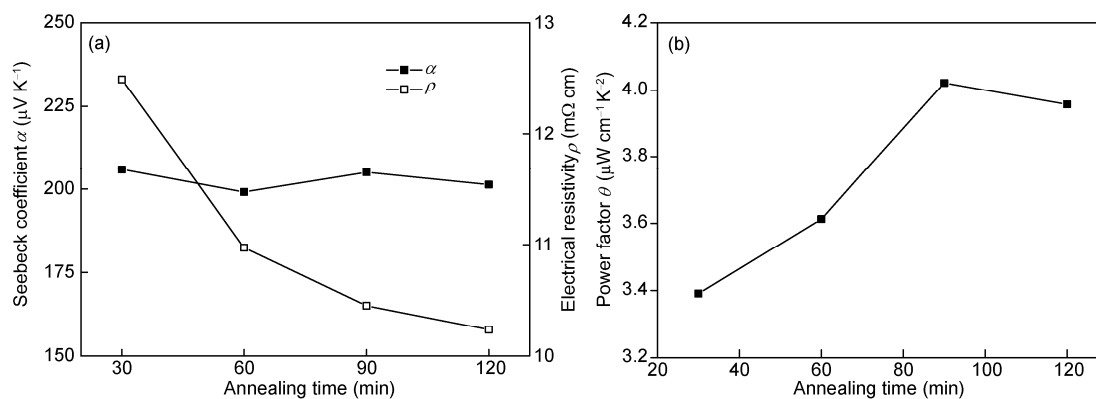 (a)
Seebeck coefficient α (μV K⁻¹)
250
225
200
175
150
α
ρ
13
12
11
10
Electrical resistivity ρ (mΩ cm)
30 60 90 120
Annealing time (min)
(b)
Power factor θ (μW cm⁻¹ K⁻²)
4.2
4.0
3.8
3.6
3.4
3.2
20 40 60 80 100 120
Annealing time (min)